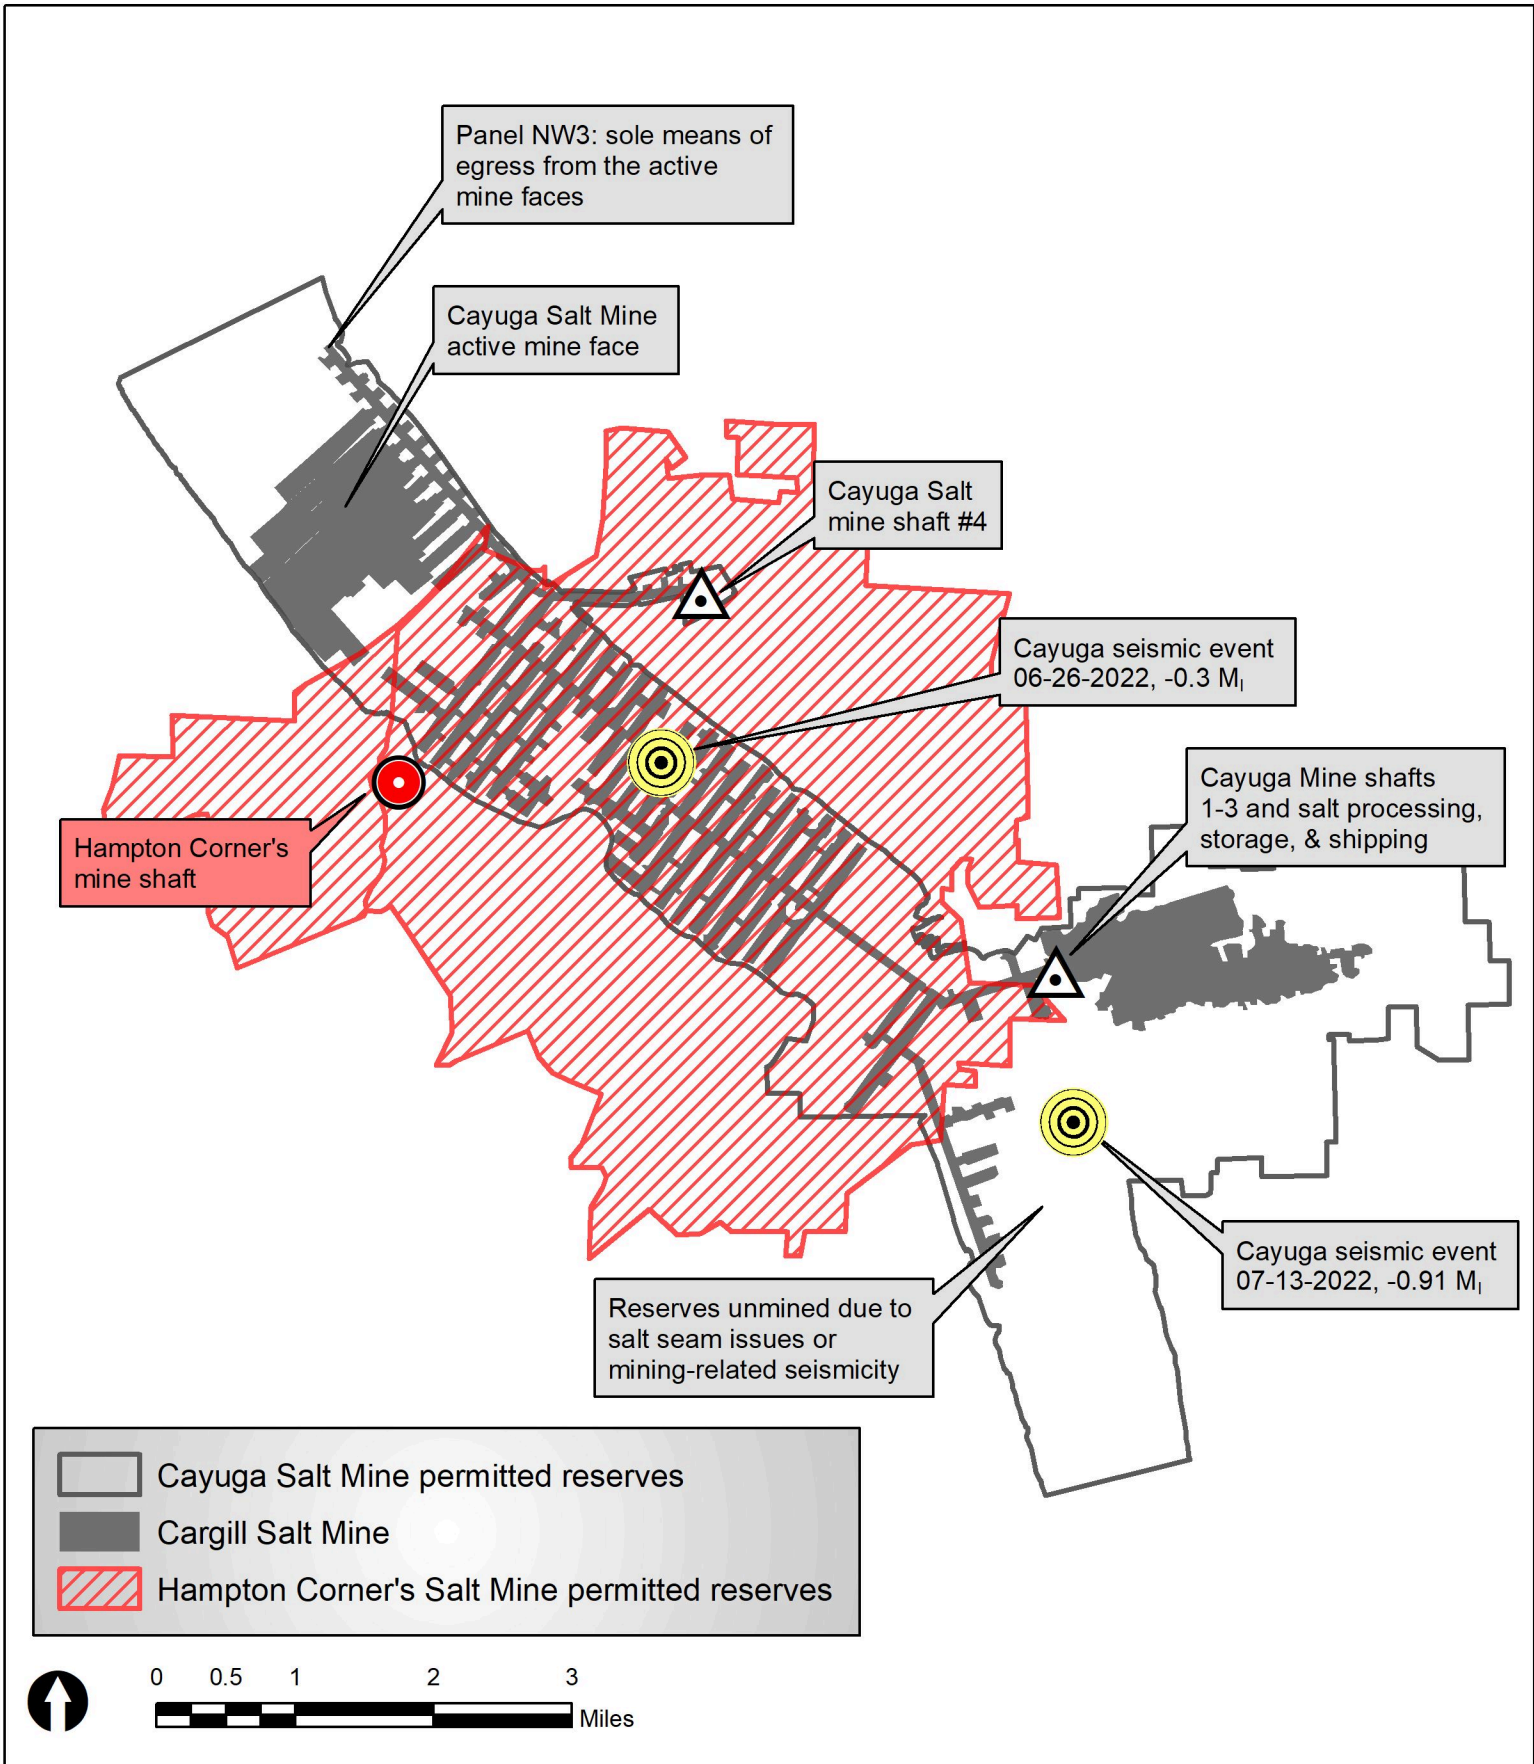 Panel NW3: sole means of
egress from the active
mine faces
Cayuga Salt Mine
active mine face
Cayuga Salt
mine shaft #4
Cayuga seismic event
06-26-2022, -0.3 Ml
Cayuga Mine shafts
1-3 and salt processing,
storage, & shipping
Hampton Corner's
mine shaft
Cayuga seismic event
07-13-2022, -0.91 Ml
Reserves unmined due to
salt seam issues or
mining-related seismicity
Cayuga Salt Mine permitted reserves
Cargill Salt Mine
Hampton Corner's Salt Mine permitted reserves
0 0.5 1 2 3
Miles